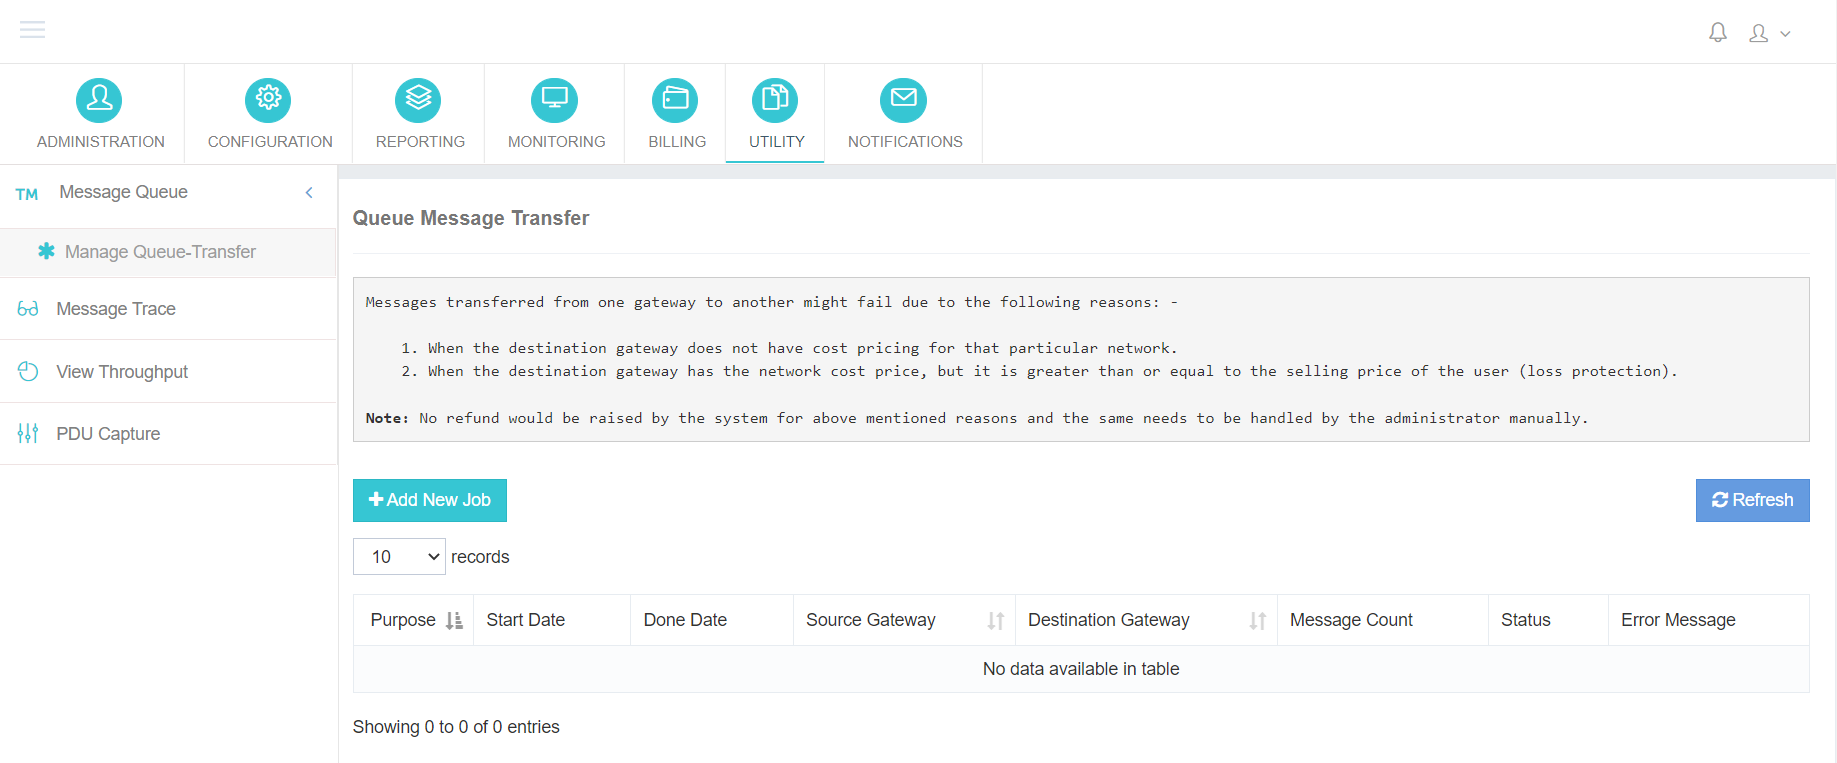 ADMINISTRATION
CONFIGURATION
REPORTING
MONITORING
BILLING
UTILITY
NOTIFICATIONS
TM Message Queue
Manage Queue-Transfer
Message Trace
View Throughput
PDU Capture
Queue Message Transfer
Messages transferred from one gateway to another might fail due to the following reasons: -
1. When the destination gateway does not have cost pricing for that particular network.
2. When the destination gateway has the network cost price, but it is greater than or equal to the selling price of the user (loss protection).
Note: No refund would be raised by the system for above mentioned reasons and the same needs to be handled by the administrator manually.
Add New Job
Refresh
10 records
Purpose Start Date Done Date Source Gateway Destination Gateway Message Count Status Error Message
No data available in table
Showing 0 to 0 of 0 entries